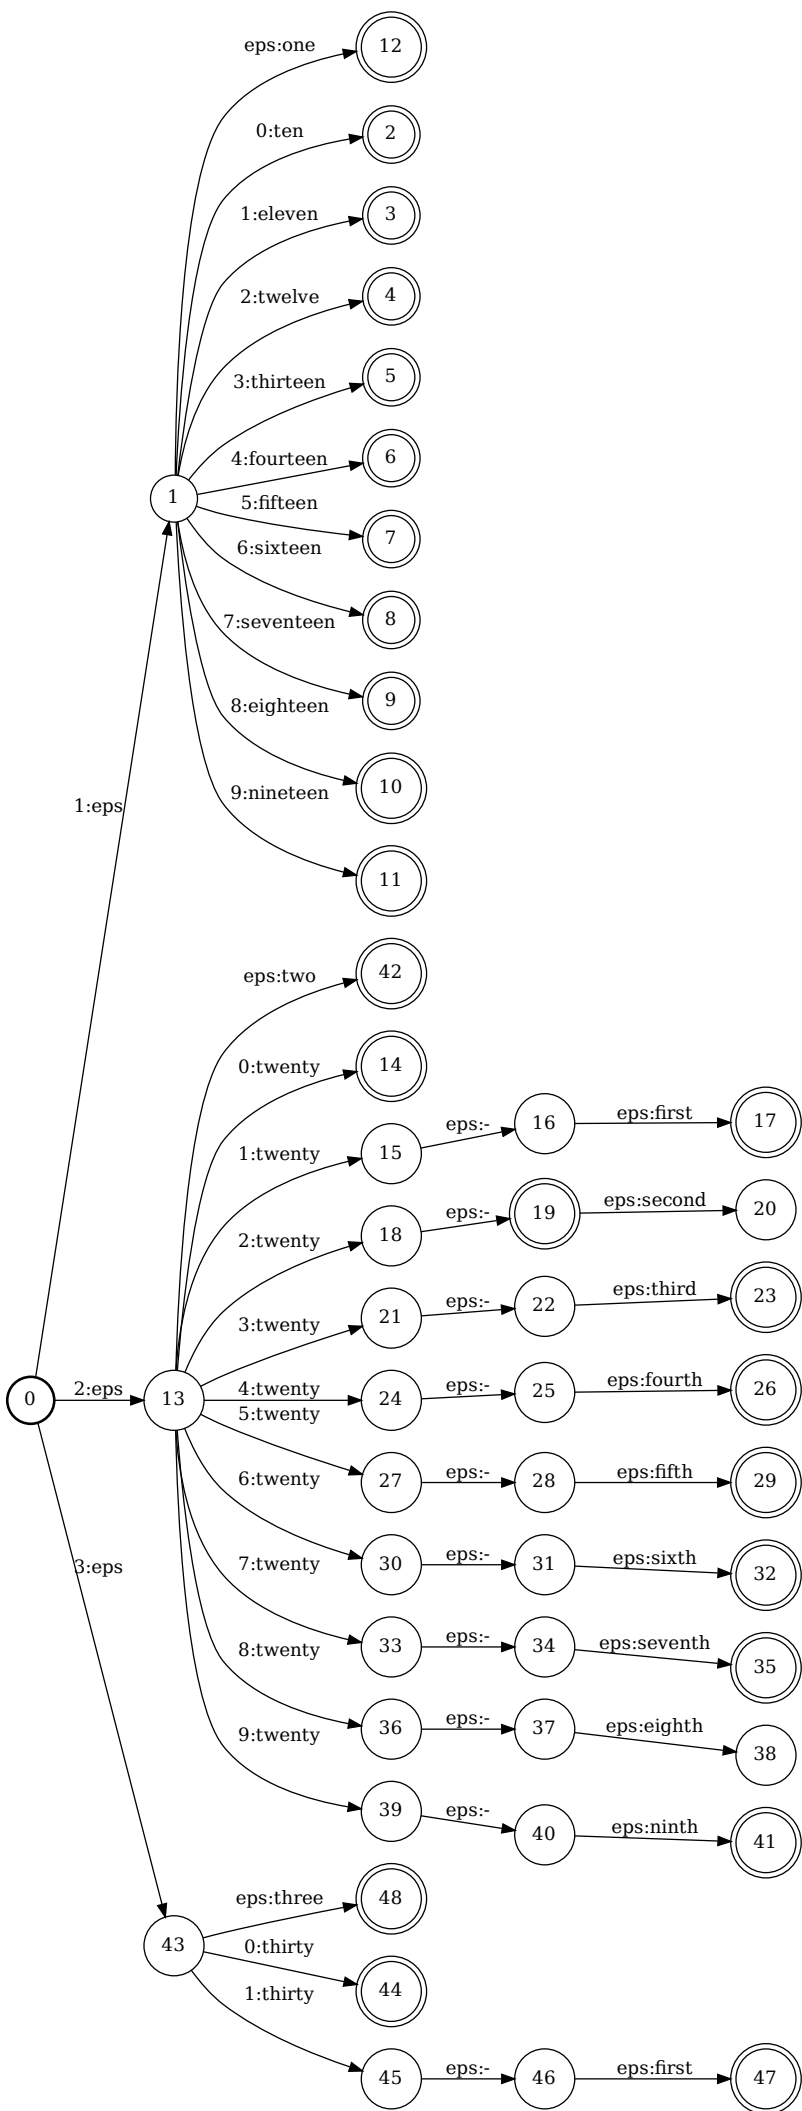 eps:one
12
0:ten
2
1:eleven
3
2:twelve
4
3:thirteen
5
4:fourteen
6
1
5:fifteen
7
6:sixteen
8
7:seventeen
9
8:eighteen
10
9:nineteen
11
1:eps
eps:two
42
0:twenty
14
1:twenty
15
eps:-
16
eps:first
17
2:twenty
18
eps:-
19
eps:second
20
3:twenty
21
eps:-
22
eps:third
23
0
2:eps
13
4:twenty
24
eps:-
25
eps:fourth
26
5:twenty
27
eps:-
28
eps:fifth
29
6:twenty
30
eps:-
31
eps:sixth
32
7:twenty
33
eps:-
34
eps:seventh
35
8:twenty
36
eps:-
37
eps:eighth
38
9:twenty
39
eps:-
40
eps:ninth
41
3:eps
43
eps:three
48
0:thirty
44
1:thirty
45
eps:-
46
eps:first
47